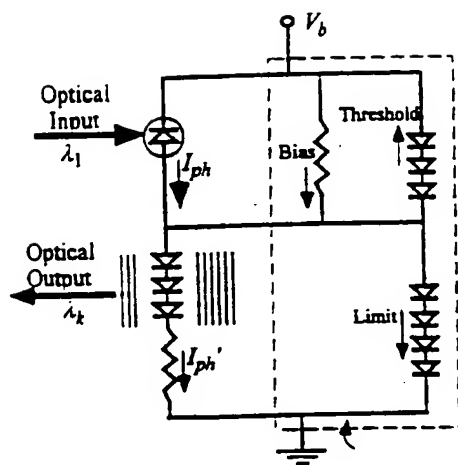 V_b
Optical
Input
λ_1
I_ph
Bias
Threshold
Optical
Output
λ_k
I_ph'
Limit